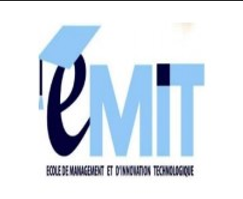 eMIT
ECOLE DE MANAGEMENT ET D'INNOVATION TECHNOLOGIQUE